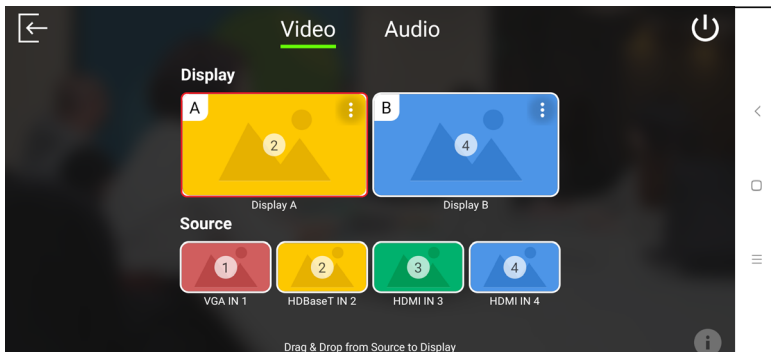 Video Audio
Display
A B
2 4
Display A Display B
Source
1 2 3 4
VGA IN 1 HDBaseT IN 2 HDMI IN 3 HDMI IN 4
Drag & Drop from Source to Display
i